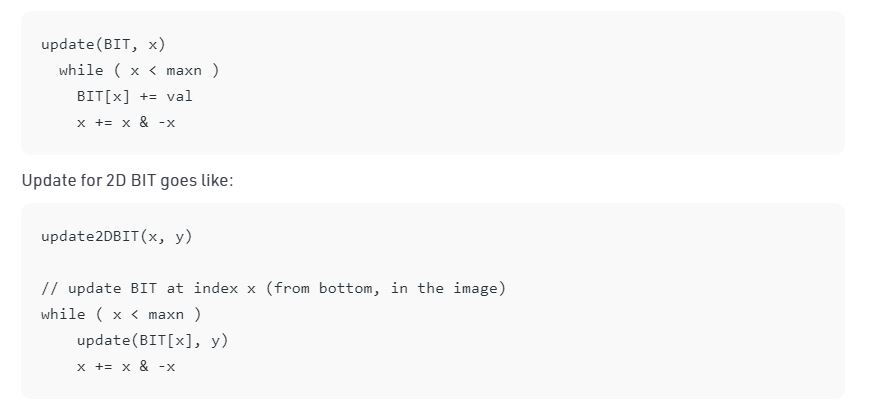 update(BIT, x)
  while ( x < maxn )
    BIT[x] += val
    x += x & -x
Update for 2D BIT goes like:
update2DBIT(x, y)
// update BIT at index x (from bottom, in the image)
while ( x < maxn )
    update(BIT[x], y)
    x += x & -x